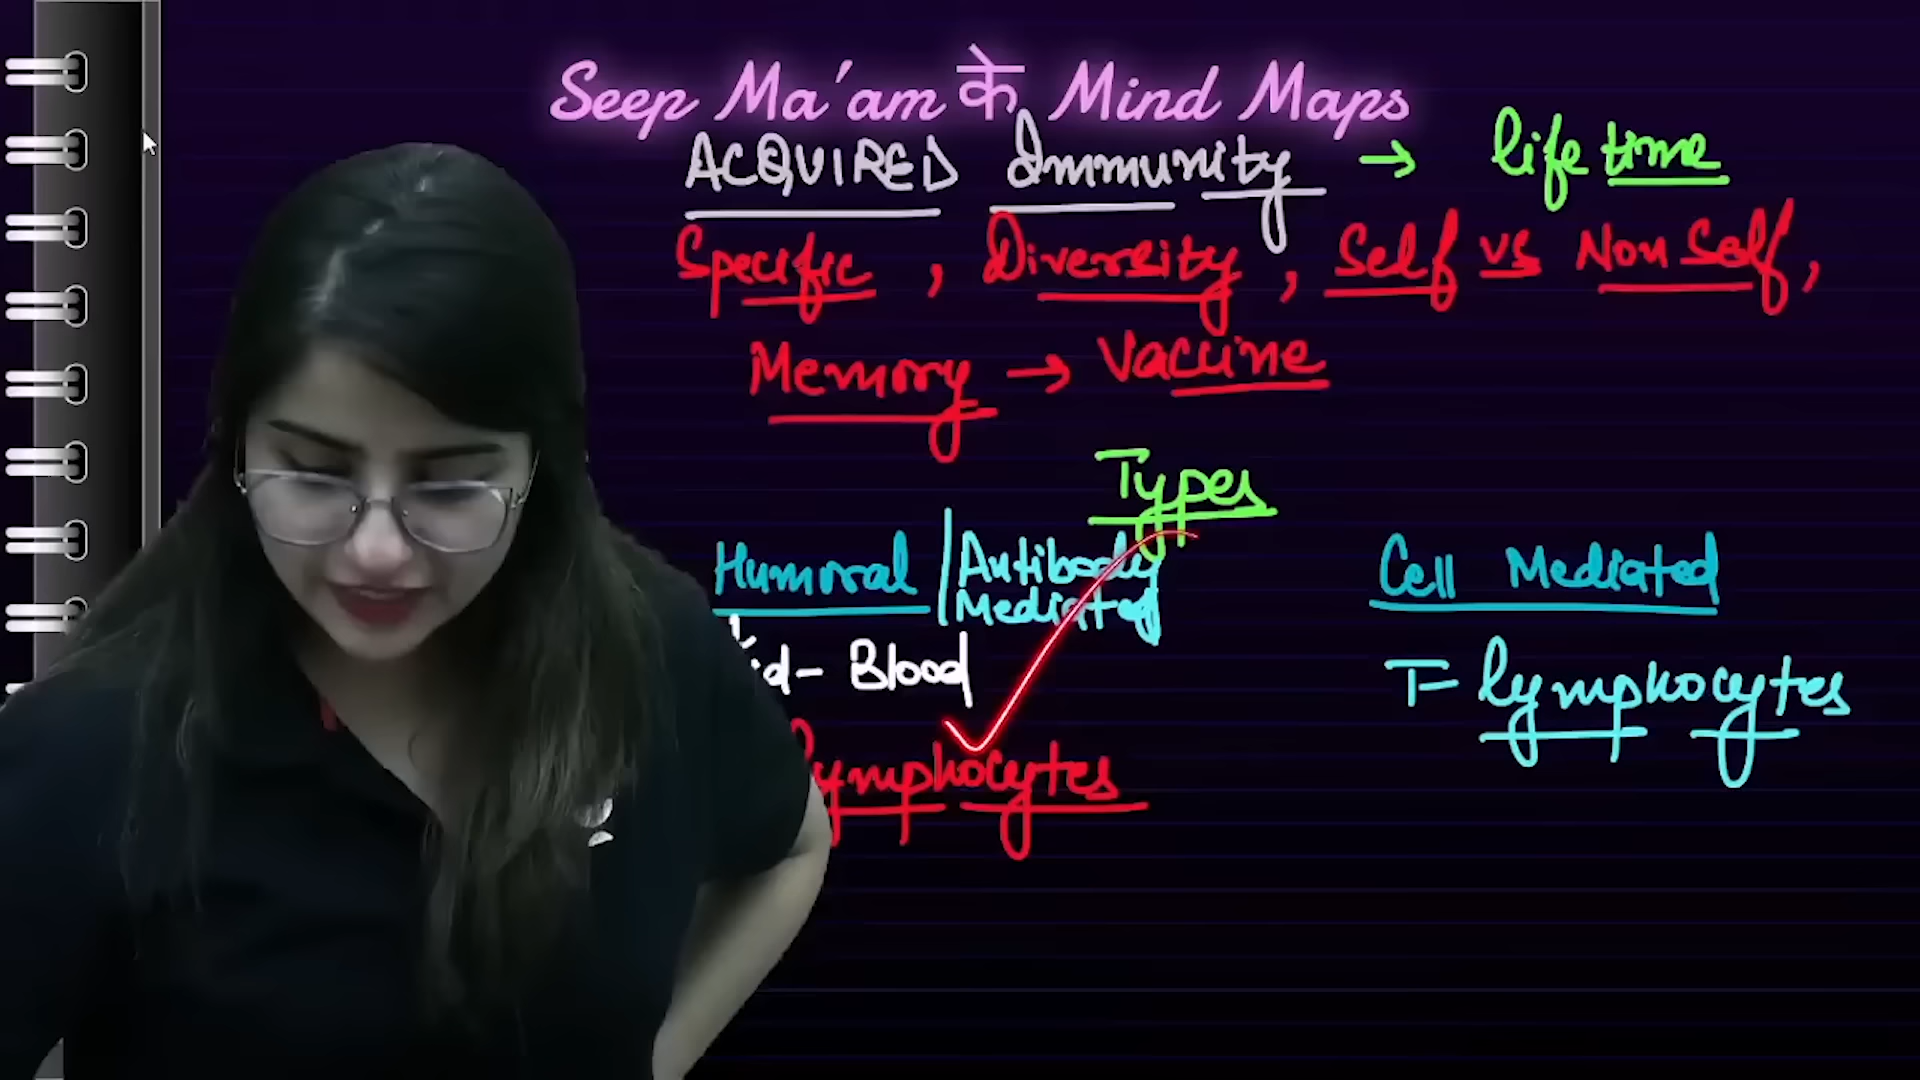 Seep Ma'am के Mind Maps
ACQUIRED Immunity → life time
Specific , Diversity , Self vs Non Self ,
Memory → Vaccine
Types
Humoral | Antibody Mediated
Cell Mediated
Blood
T- lymphocytes
lymphocytes